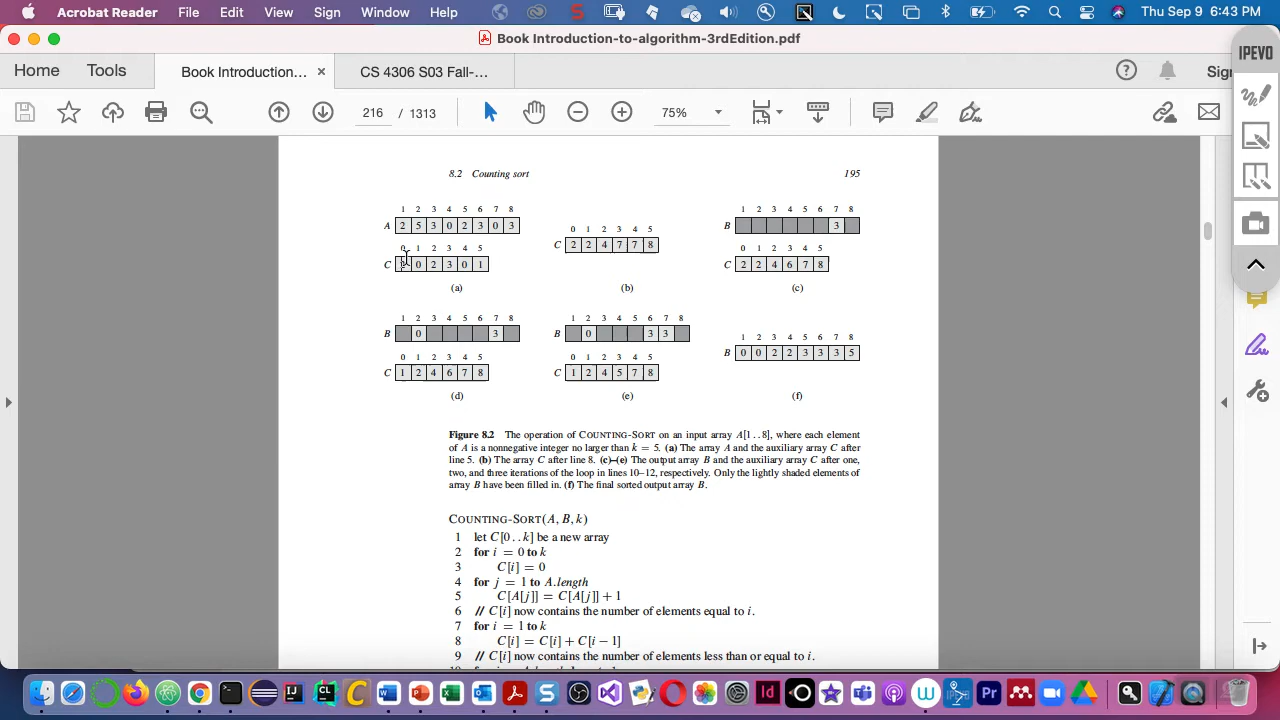 Acrobat Reader File Edit View Sign Window Help Thu Sep 9 6:43 PM
Book Introduction-to-algorithm-3rdEdition.pdf
IPEVO
Home Tools Book Introduction... × CS 4306 S03 Fall-...
216 / 1313 75%
8.2 Counting sort 195
1 2 3 4 5 6 7 8
A 2 5 3 0 2 3 0 3
0 1 2 3 4 5
C 0 2 3 0 1
(a)
0 1 2 3 4 5
C 2 2 4 7 7 8
(b)
1 2 3 4 5 6 7 8
B 3
0 1 2 3 4 5
C 2 2 4 6 7 8
(c)
1 2 3 4 5 6 7 8
B 0 3
0 1 2 3 4 5
C 1 2 4 6 7 8
(d)
1 2 3 4 5 6 7 8
B 0 3 3
0 1 2 3 4 5
C 1 2 4 5 7 8
(e)
1 2 3 4 5 6 7 8
B 0 0 2 2 3 3 3 5
(f)
Figure 8.2 The operation of COUNTING-SORT on an input array A[1..8], where each element
of A is a nonnegative integer no larger than k = 5. (a) The array A and the auxiliary array C after
line 5. (b) The array C after line 8. (c)–(e) The output array B and the auxiliary array C after one,
two, and three iterations of the loop in lines 10–12, respectively. Only the lightly shaded elements of
array B have been filled in. (f) The final sorted output array B.
COUNTING-SORT(A, B, k)
1 let C[0..k] be a new array
2 for i = 0 to k
3 C[i] = 0
4 for j = 1 to A.length
5 C[A[j]] = C[A[j]] + 1
6 // C[i] now contains the number of elements equal to i.
7 for i = 1 to k
8 C[i] = C[i] + C[i − 1]
9 // C[i] now contains the number of elements less than or equal to i.